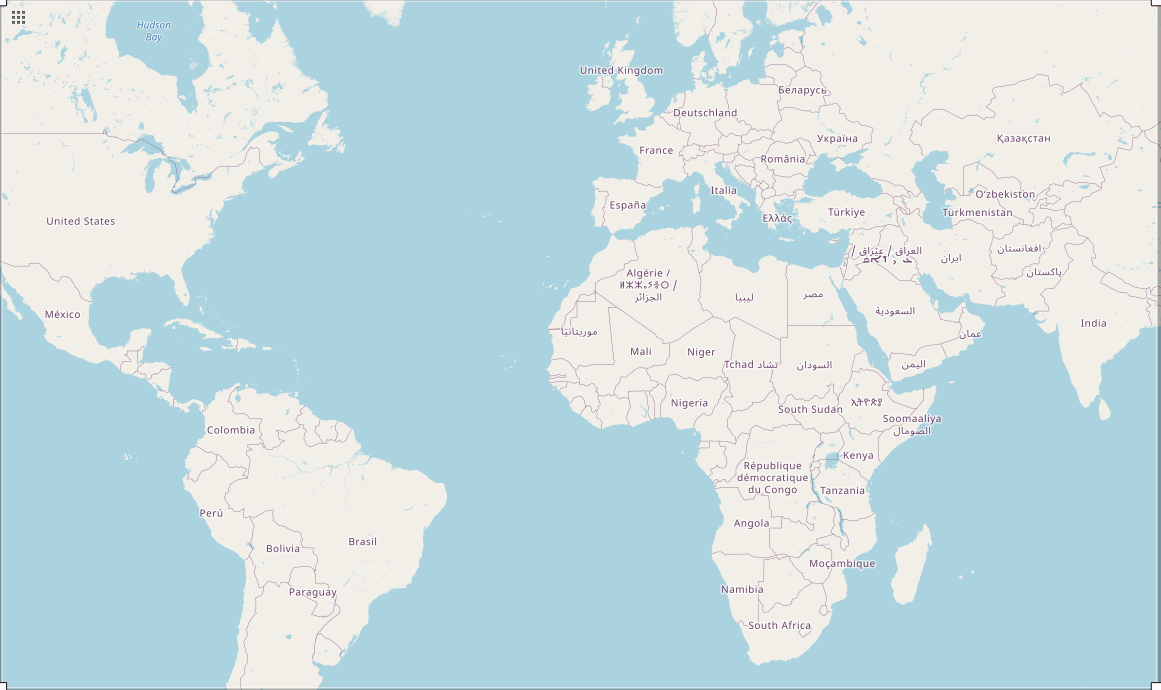 Hudson
Bay
United Kingdom
Беларусь
Deutschland
Україна
Қазақстан
France
România
Italia
Oʻzbekiston
España
Ελλάς
Türkiye
Türkmenistan
United States
العراق / عێراق /
ایران
افغانستان
پاکستان
Algérie /
ⵍⵣⵣⴰⵢⴻⵔ /
الجزائر
ليبيا
مصر
السعودية
México
India
موريتانيا
عمان
Mali
Niger
Tchad تشاد
السودان
اليمن
Nigeria
South Sudan
ኢትዮጵያ
Soomaaliya
الصومال
Colombia
Kenya
République
démocratique
du Congo
Tanzania
Perú
Angola
Brasil
Bolivia
Moçambique
Paraguay
Namibia
South Africa